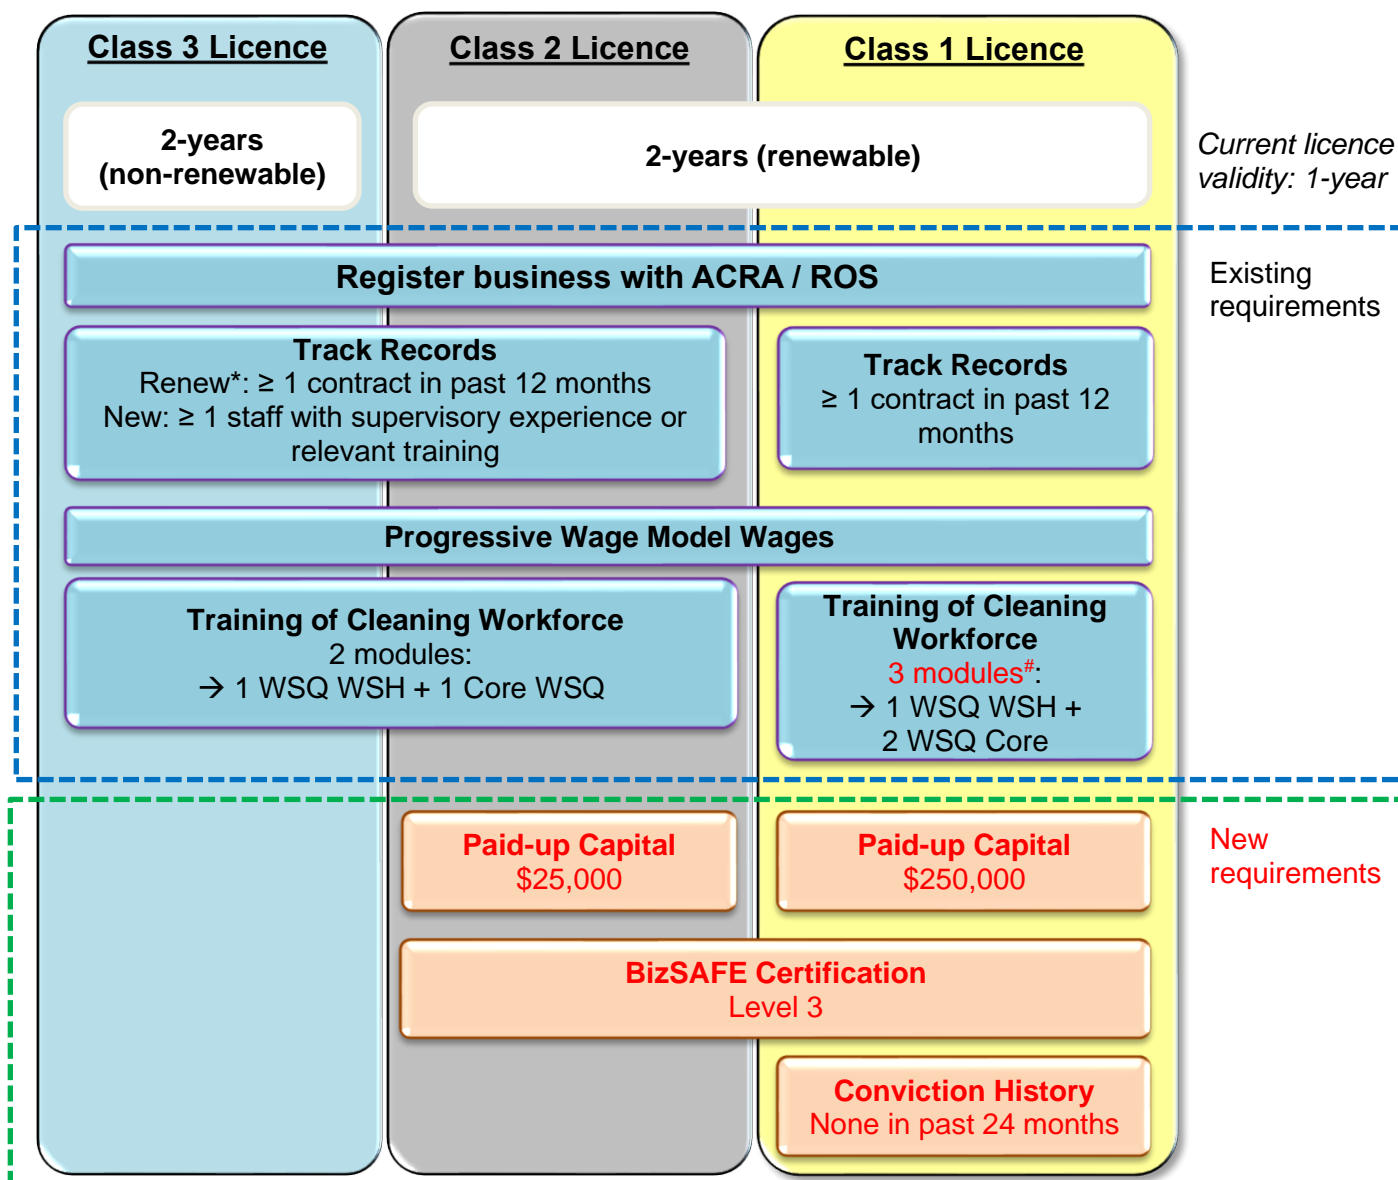 Class 3 Licence
Class 2 Licence
Class 1 Licence
2-years
(non-renewable)
2-years (renewable)
Current licence
validity: 1-year
Register business with ACRA / ROS
Existing
requirements
Track Records
Renew*: ≥ 1 contract in past 12 months
New: ≥ 1 staff with supervisory experience or
relevant training
Track Records
≥ 1 contract in past 12
months
Progressive Wage Model Wages
Training of Cleaning Workforce
2 modules:
→ 1 WSQ WSH + 1 Core WSQ
Training of Cleaning
Workforce
3 modules#:
→ 1 WSQ WSH +
2 WSQ Core
Paid-up Capital
$25,000
Paid-up Capital
$250,000
New
requirements
BizSAFE Certification
Level 3
Conviction History
None in past 24 months